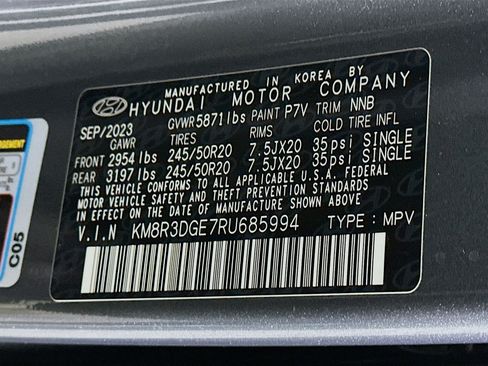 MANUFACTURED IN KOREA BY
HYUNDAI MOTOR COMPANY
SEP/2023 GVWR 5871 lbs PAINT P7V TRIM NNB
GAWR TIRES RIMS COLD TIRE INFL
FRONT 2954 lbs 245/50R20 7.5JX20 35psi SINGLE
REAR 3197 lbs 245/50R20 7.5JX20 35psi SINGLE
THIS VEHICLE CONFORMS TO ALL APPLICABLE U.S.A. FEDERAL
MOTOR VEHICLE SAFETY AND THEFT PREVENTION STANDARDS
IN EFFECT ON THE DATE OF MANUFACTURE SHOWN ABOVE.
V.I.N KM8R3DGE7RU685994 TYPE : MPV
C05